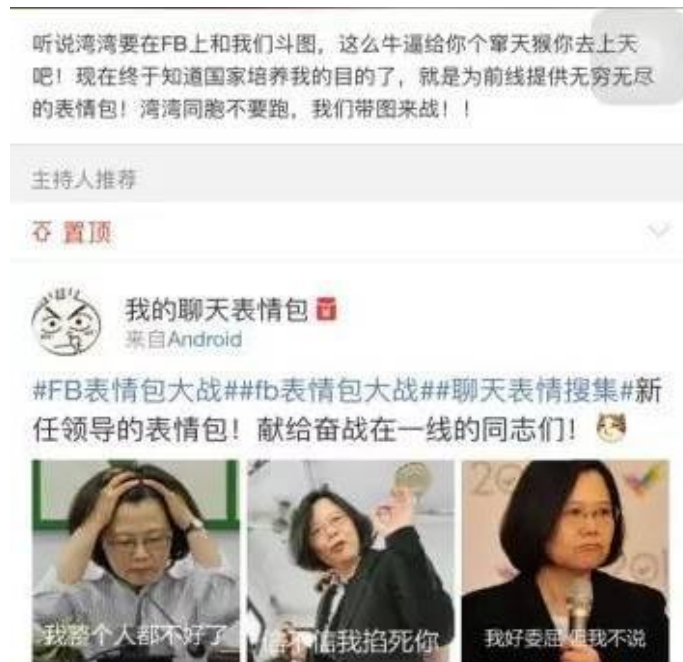 听说湾湾要在FB上和我们斗图，这么牛逼给你个窜天猴你去上天
吧！现在终于知道国家培养我的目的了，就是为前线提供无穷无尽
的表情包！湾湾同胞不要跑，我们带图来战！！
主持人推荐
置顶
我的聊天表情包
来自Android
#FB表情包大战##fb表情包大战##聊天表情搜集#新
任领导的表情包！献给奋战在一线的同志们！
我整个人都不好了
信不信我掐死你
我好委屈 但我不说